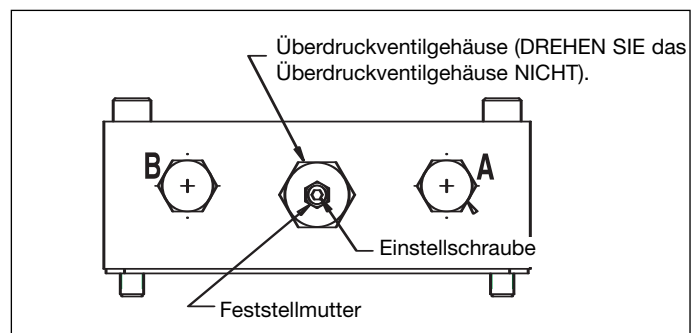 Überdruckventilgehäuse (DREHEN SIE das
Überdruckventilgehäuse NICHT).
B
A
Einstellschraube
Feststellmutter